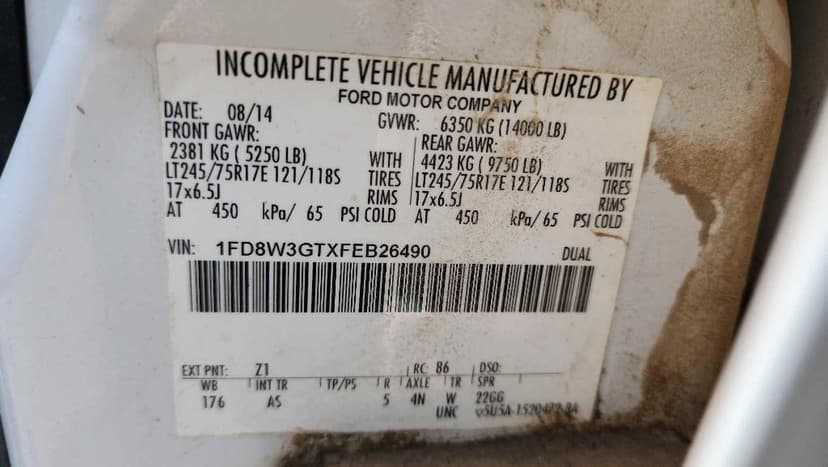 INCOMPLETE VEHICLE MANUFACTURED BY
FORD MOTOR COMPANY
DATE: 08/14 GVWR: 6350 KG (14000 LB)
FRONT GAWR: REAR GAWR:
2381 KG ( 5250 LB) WITH 4423 KG ( 9750 LB) WITH
LT245/75R17E 121/118S TIRES LT245/75R17E 121/118S TIRES
17x6.5J RIMS 17x6.5J RIMS
AT 450 kPa/ 65 PSI COLD AT 450 kPa/ 65 PSI COLD
VIN: 1FD8W3GTXFEB26490 DUAL
EXT PNT: Z1 RC: 86 DSO:
WB INT TR TP/PS R AXLE TR SPR
176 AS 5 4N W 22GG
UNC